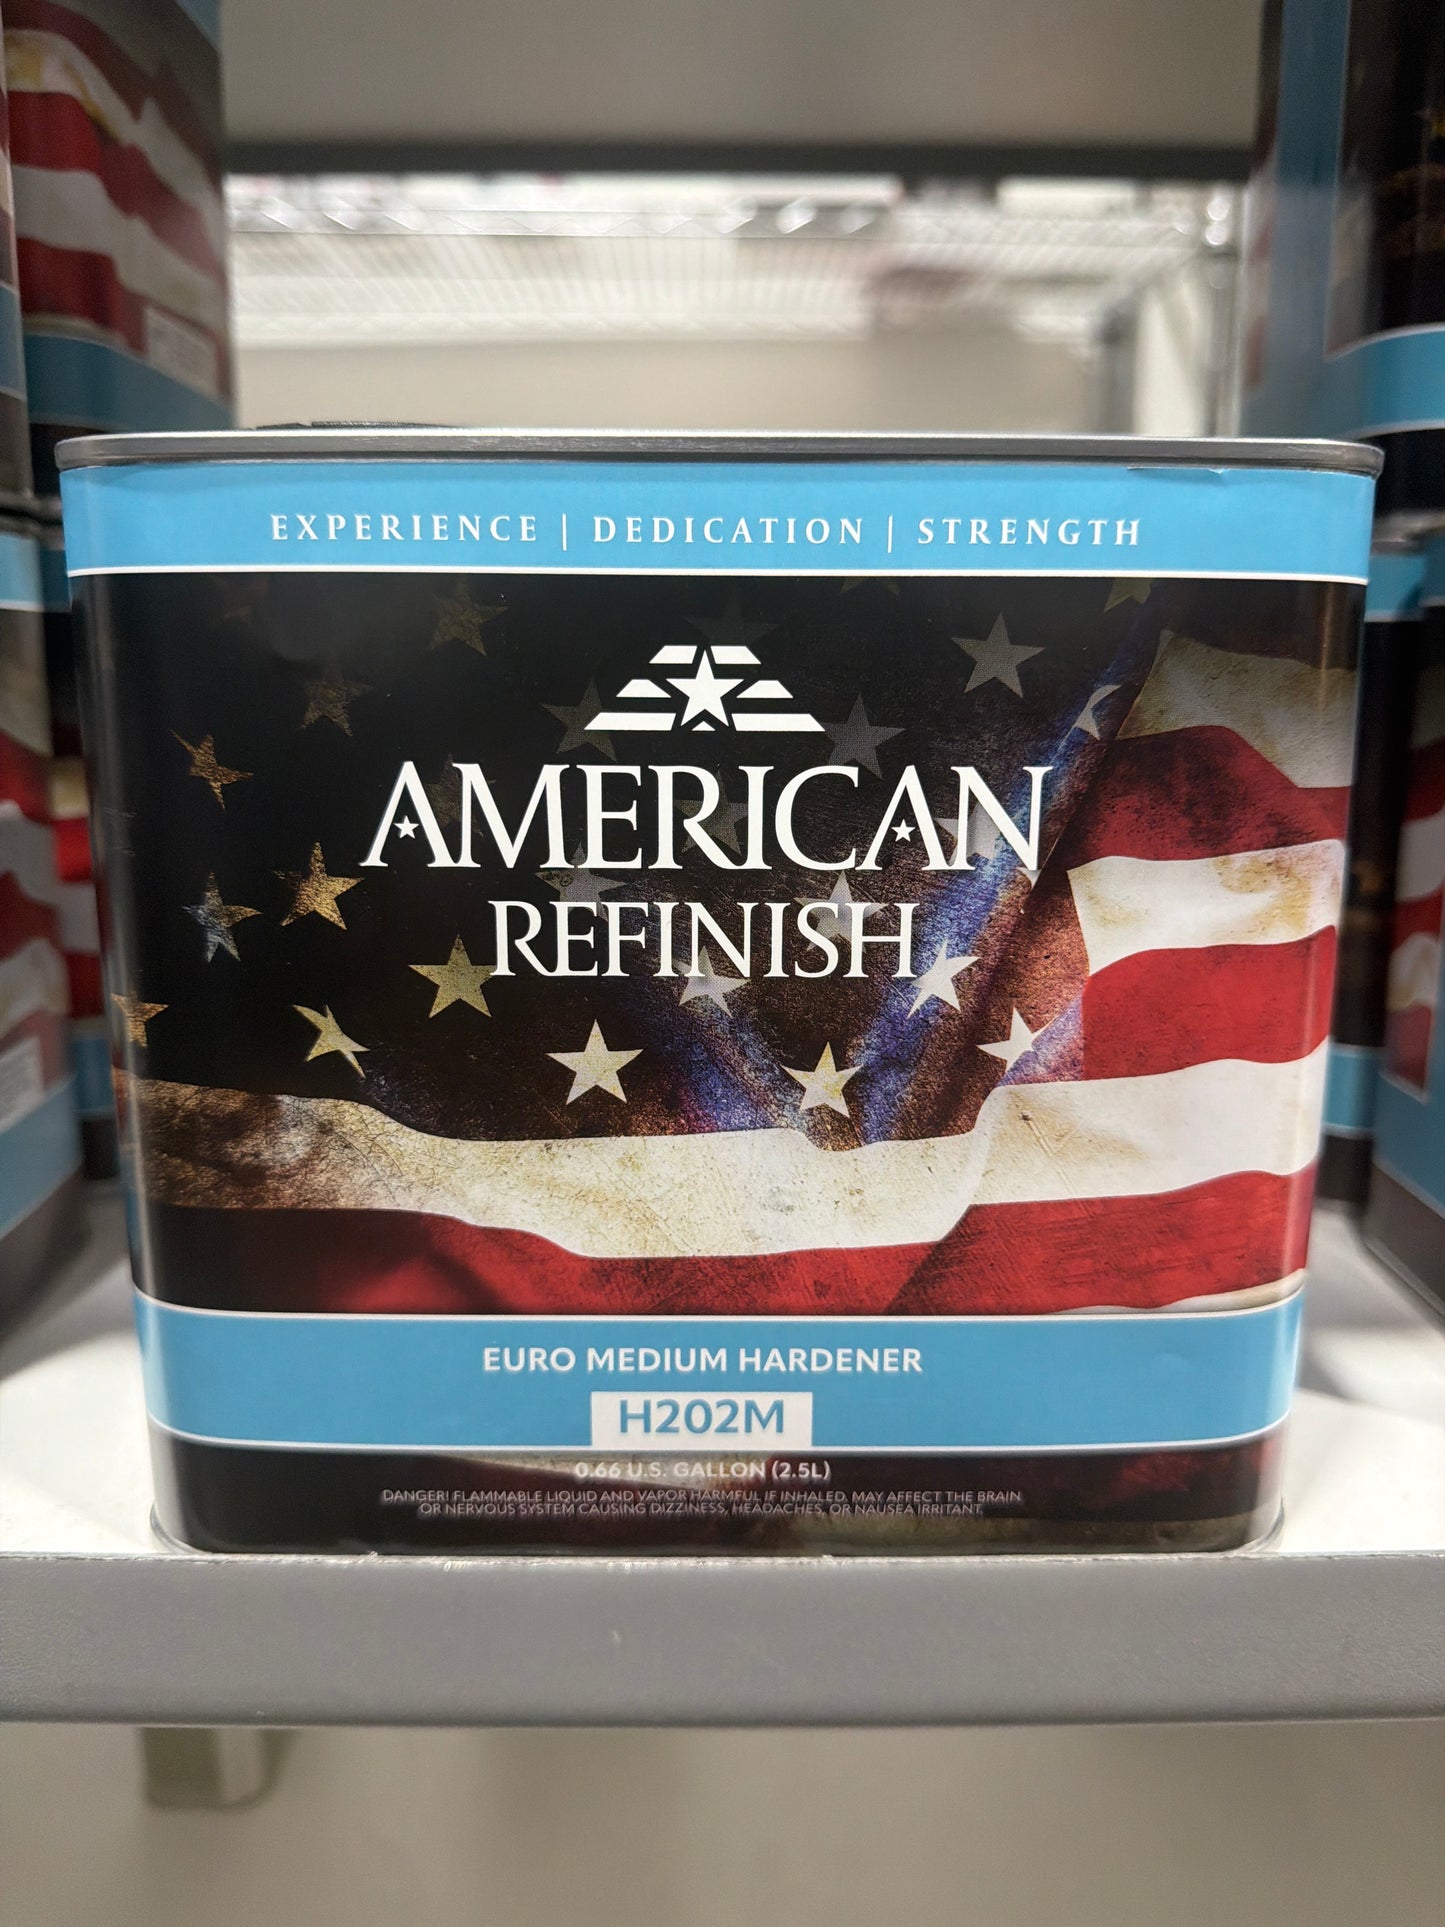 EXPERIENCE | DEDICATION | STRENGTH
AMERICAN
REFINISH
EURO MEDIUM HARDENER
H202M
0.66 U.S. GALLON (2.5L)
DANGER! FLAMMABLE LIQUID AND VAPOR HARMFUL IF INHALED. MAY AFFECT THE BRAIN
OR NERVOUS SYSTEM CAUSING DIZZINESS, HEADACHES, OR NAUSEA IRRITANT.